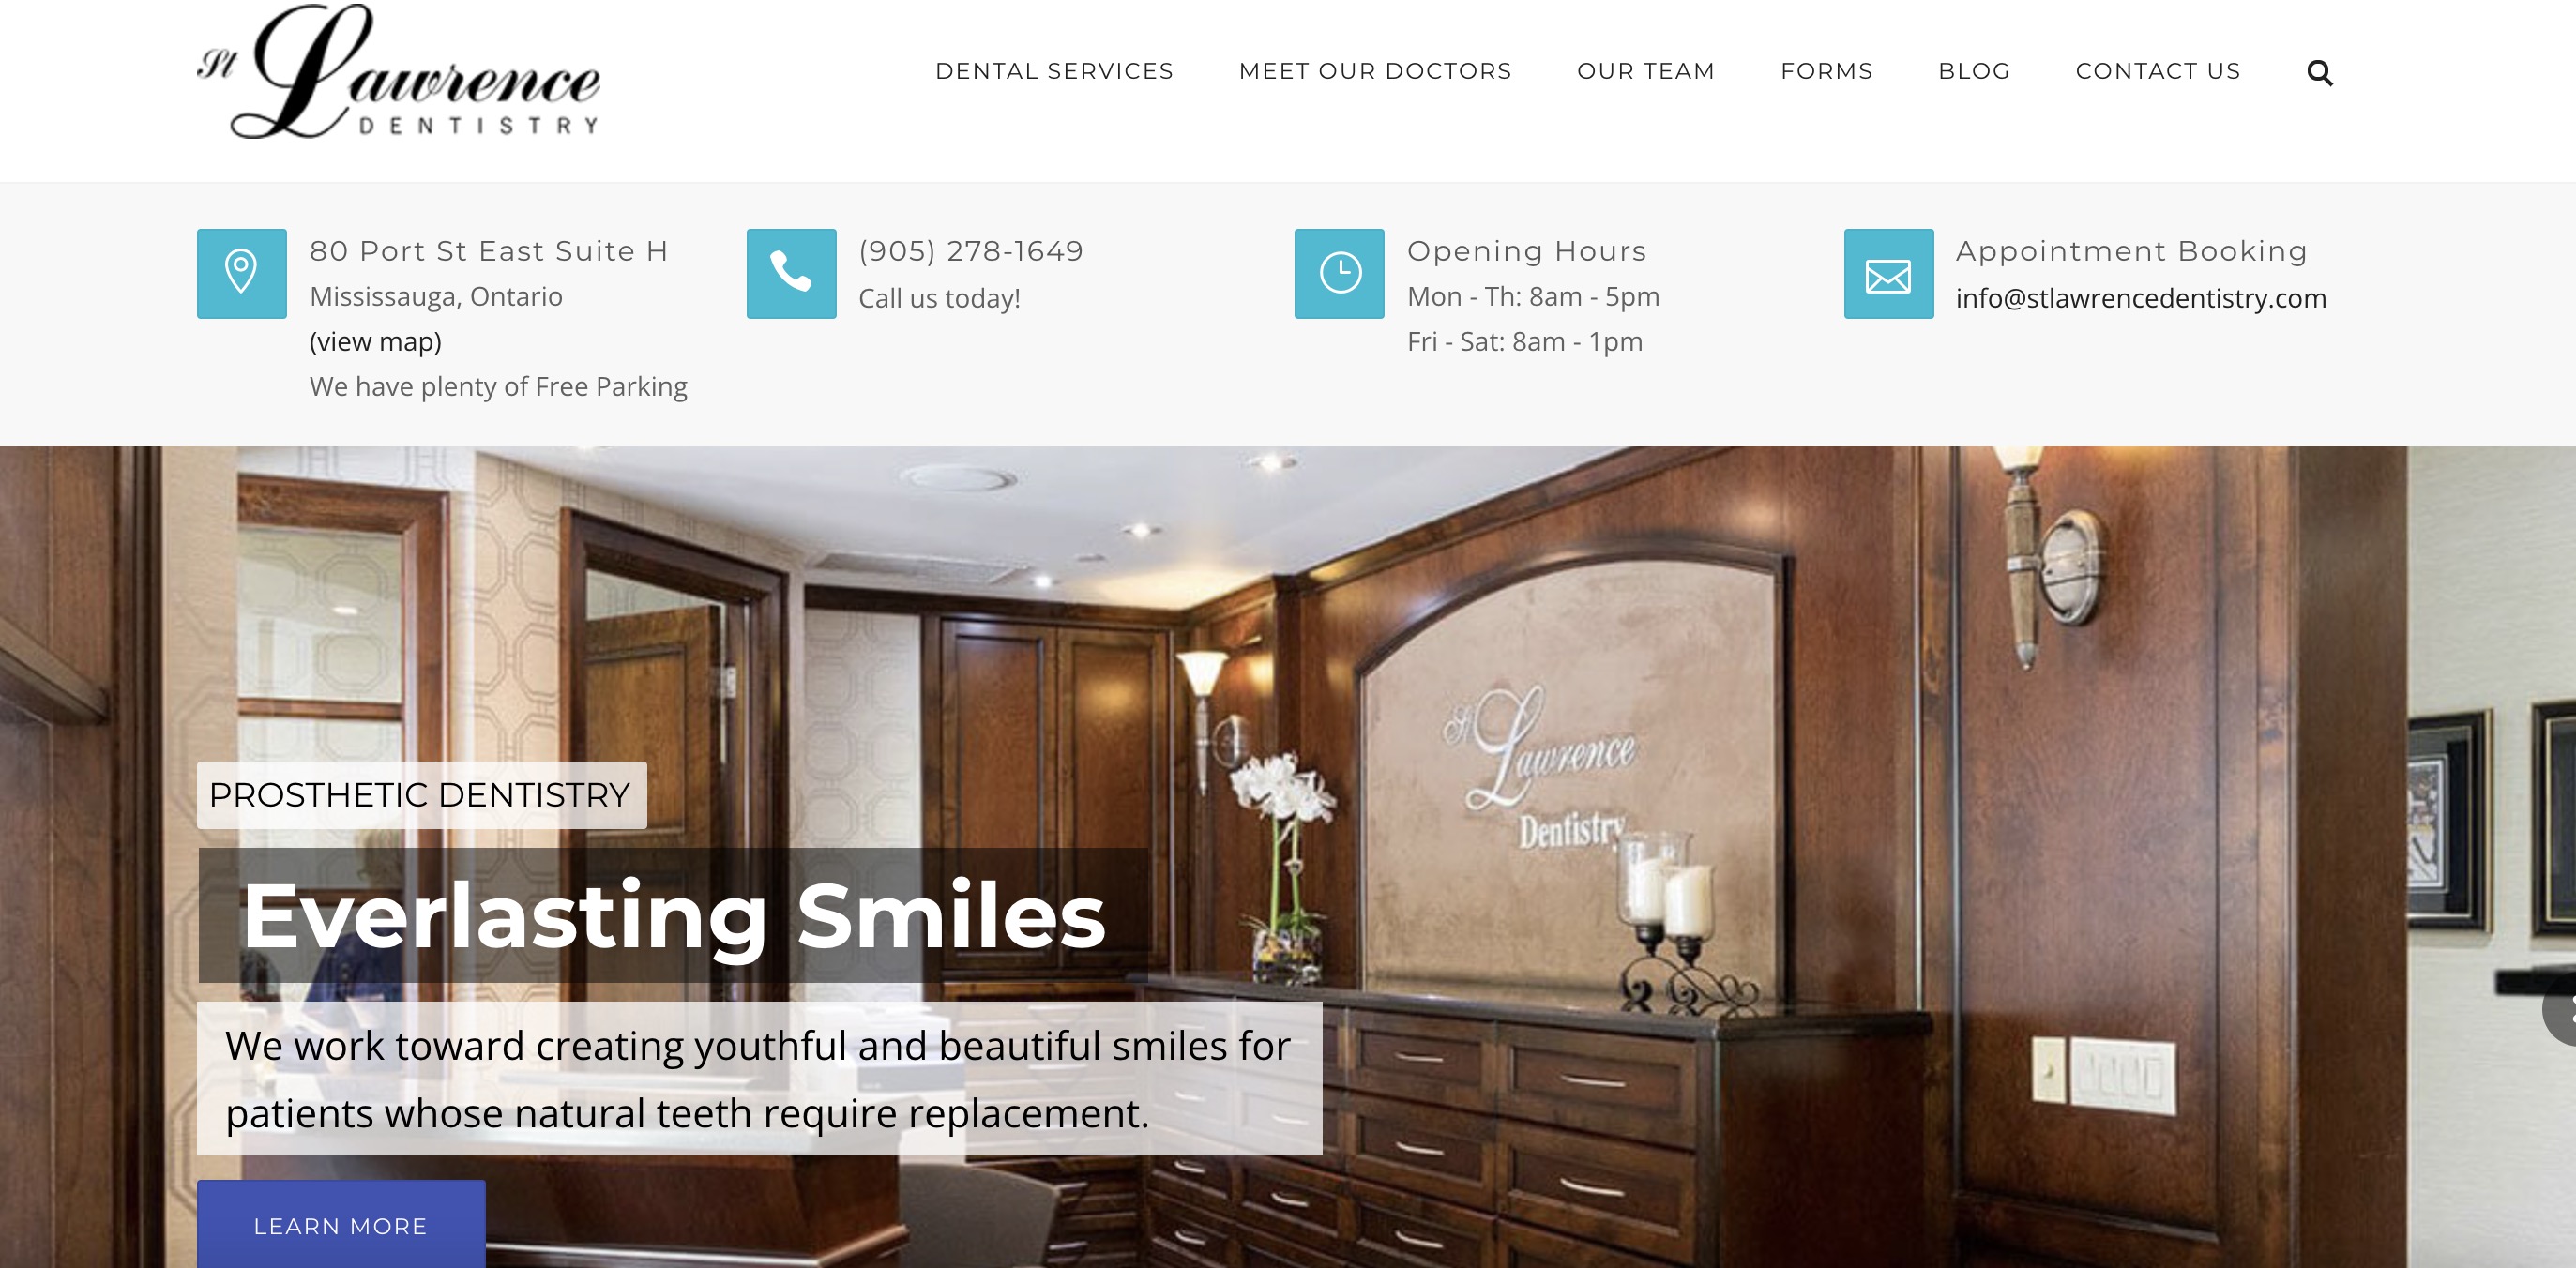 St Lawrence
DENTISTRY
DENTAL SERVICES
MEET OUR DOCTORS
OUR TEAM
FORMS
BLOG
CONTACT US
80 Port St East Suite H
Mississauga, Ontario
(view map)
We have plenty of Free Parking
(905) 278-1649
Call us today!
Opening Hours
Mon - Th: 8am - 5pm
Fri - Sat: 8am - 1pm
Appointment Booking
info@stlawrencedentistry.com
St Lawrence
Dentistry
PROSTHETIC DENTISTRY
Everlasting Smiles
We work toward creating youthful and beautiful smiles for
patients whose natural teeth require replacement.
LEARN MORE